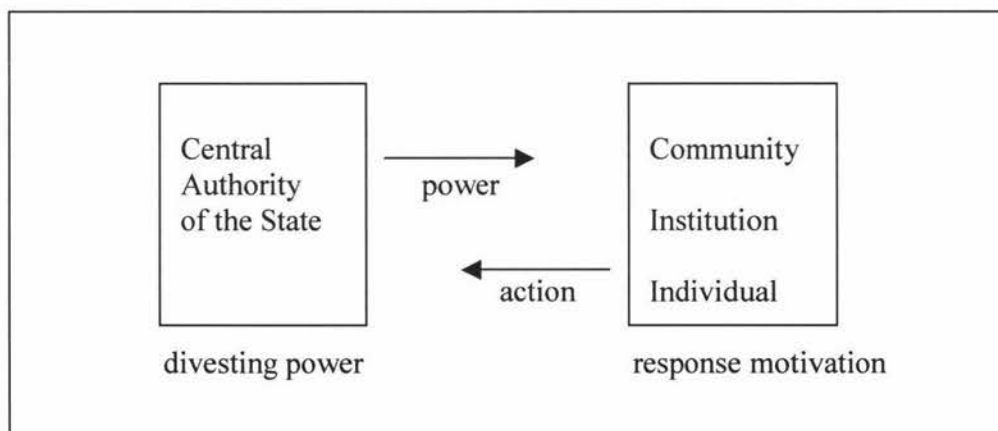 Central
Authority
of the State
divesting power
power
action
Community
Institution
Individual
response motivation